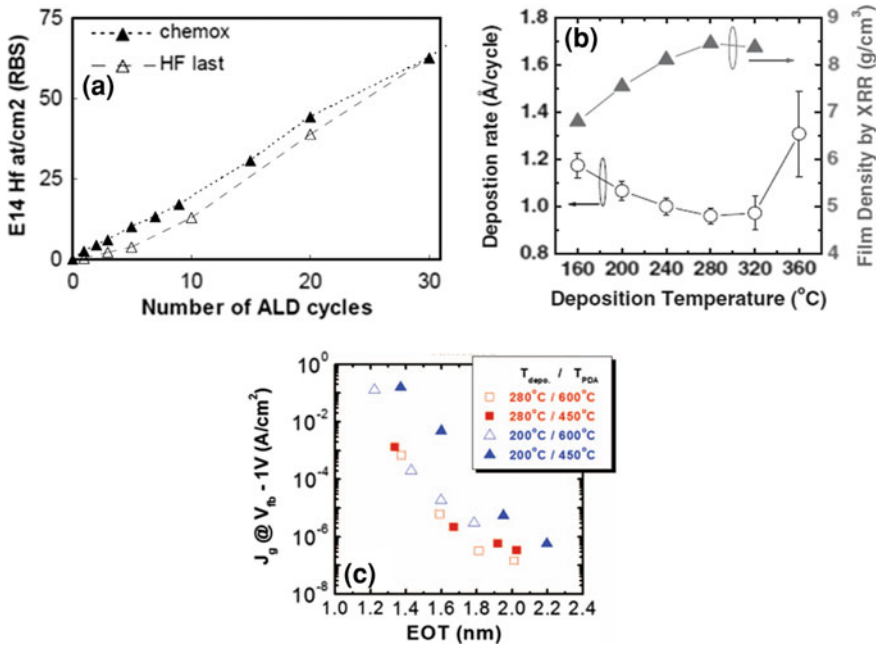 (a)
chemox
HF last
E14 Hf at/cm2 (RBS)
75
50
25
0
0 10 20 30
Number of ALD cycles
(b)
Depostion rate (Å/cycle)
1.8
1.6
1.4
1.2
1.0
0.8
Film Density by XRR (g/cm³)
9
8
7
6
5
4
160 200 240 280 320 360
Deposition Temperature (°C)
(c)
J_g @ V_fb - 1V (A/cm²)
10⁰
10⁻²
10⁻⁴
10⁻⁶
10⁻⁸
T_depo. / T_PDA
280°C / 600°C
280°C / 450°C
200°C / 600°C
200°C / 450°C
1.0 1.2 1.4 1.6 1.8 2.0 2.2 2.4
EOT (nm)